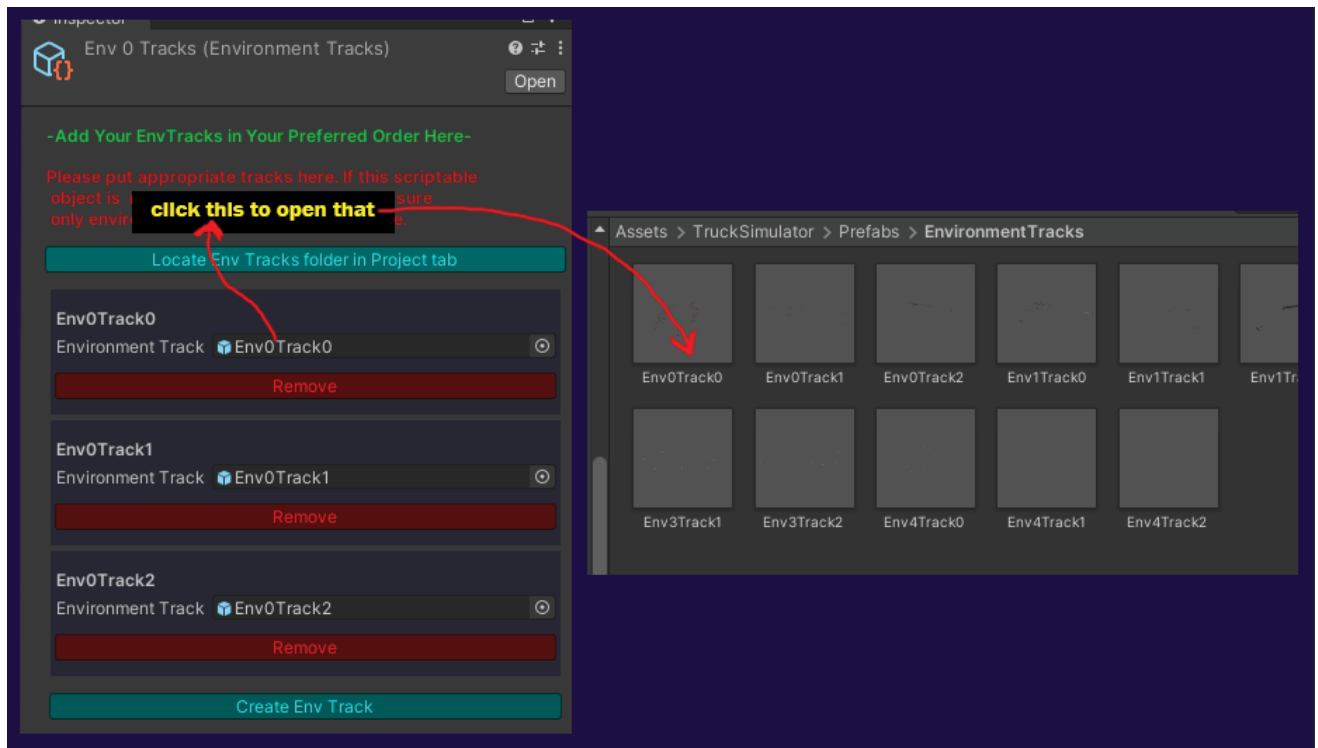 Inspector
Env 0 Tracks (Environment Tracks)
Open
-Add Your EnvTracks in Your Preferred Order Here-
Please put appropriate tracks here. If this scriptable
object is sure
only
click this to open that
Locate Env Tracks folder in Project tab
Env0Track0
Environment Track Env0Track0
Remove
Env0Track1
Environment Track Env0Track1
Remove
Env0Track2
Environment Track Env0Track2
Remove
Create Env Track
Assets > TruckSimulator > Prefabs > EnvironmentTracks
Env0Track0 Env0Track1 Env0Track2 Env1Track0 Env1Track1 Env1Tr
Env3Track1 Env3Track2 Env4Track0 Env4Track1 Env4Track2